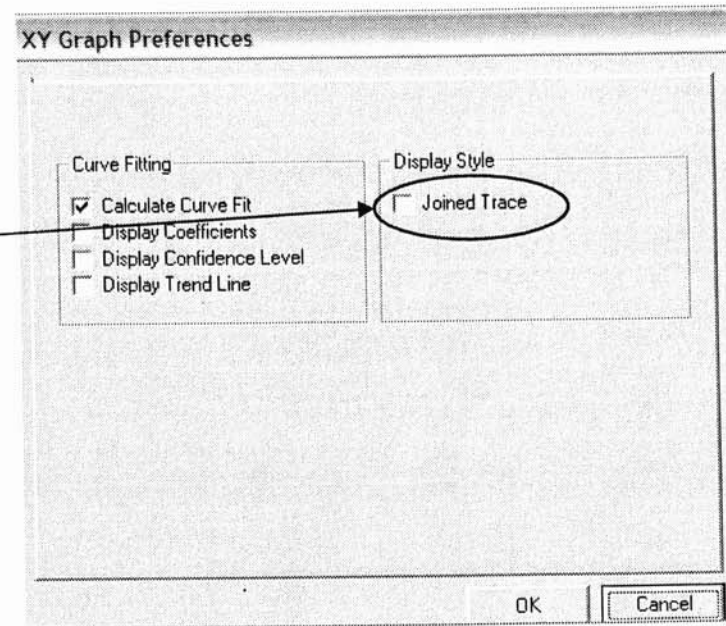 XY Graph Preferences
Curve Fitting
Calculate Curve Fit
Display Coefficients
Display Confidence Level
Display Trend Line
Display Style
Joined Trace
OK
Cancel